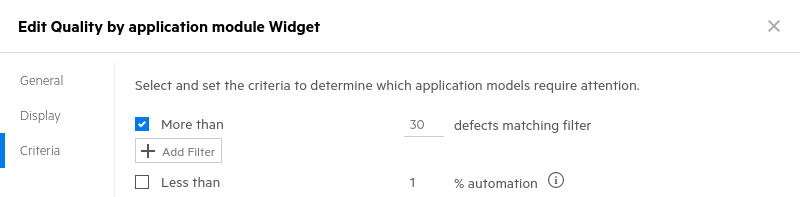 Edit Quality by application module Widget
General
Display
Criteria
Select and set the criteria to determine which application models require attention.
More than 30 defects matching filter
Add Filter
Less than 1 % automation